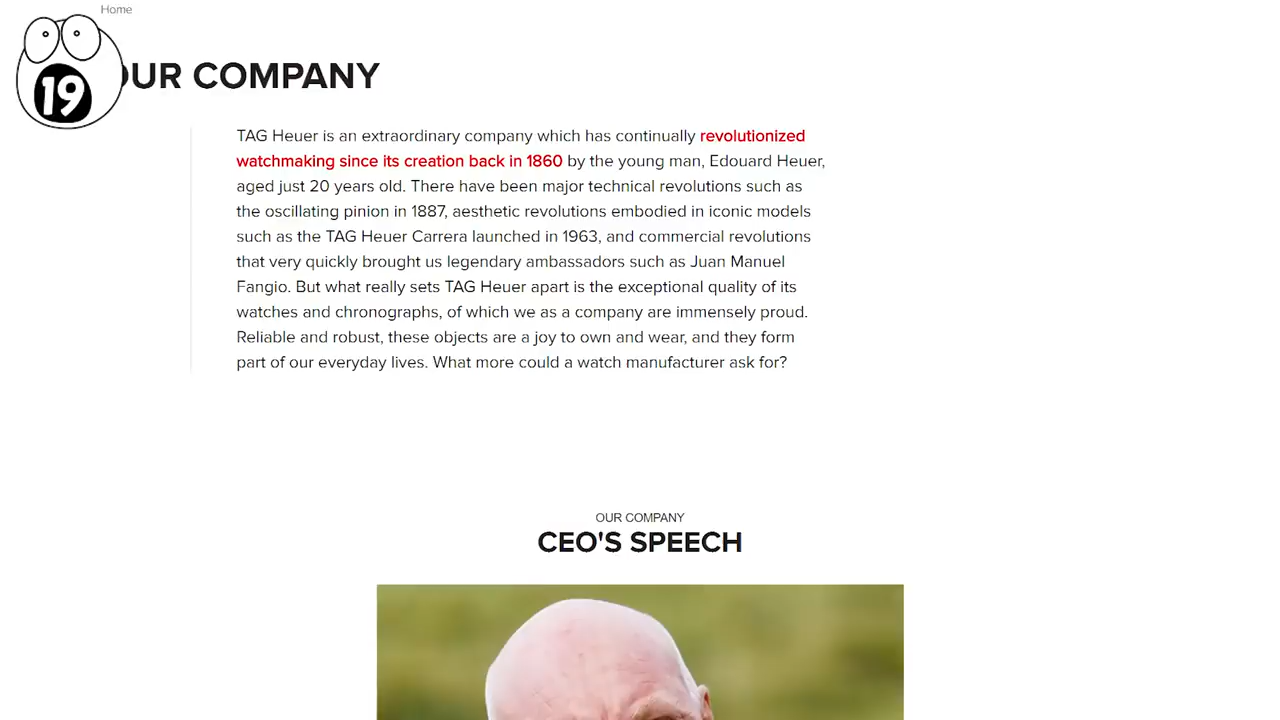 Home
19
OUR COMPANY
TAG Heuer is an extraordinary company which has continually revolutionized
watchmaking since its creation back in 1860 by the young man, Edouard Heuer,
aged just 20 years old. There have been major technical revolutions such as
the oscillating pinion in 1887, aesthetic revolutions embodied in iconic models
such as the TAG Heuer Carrera launched in 1963, and commercial revolutions
that very quickly brought us legendary ambassadors such as Juan Manuel
Fangio. But what really sets TAG Heuer apart is the exceptional quality of its
watches and chronographs, of which we as a company are immensely proud.
Reliable and robust, these objects are a joy to own and wear, and they form
part of our everyday lives. What more could a watch manufacturer ask for?
OUR COMPANY
CEO'S SPEECH